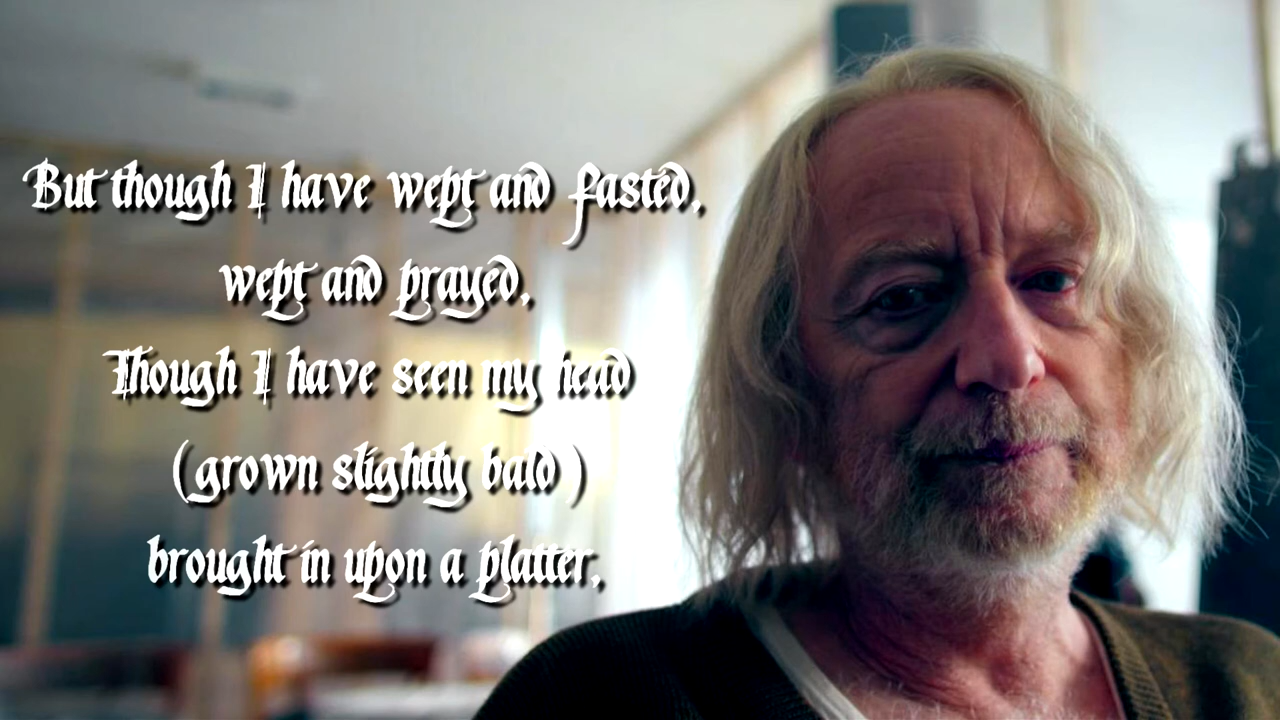 But though I have wept and fasted,
wept and prayed,
Though I have seen my head
(grown slightly bald )
brought in upon a platter,